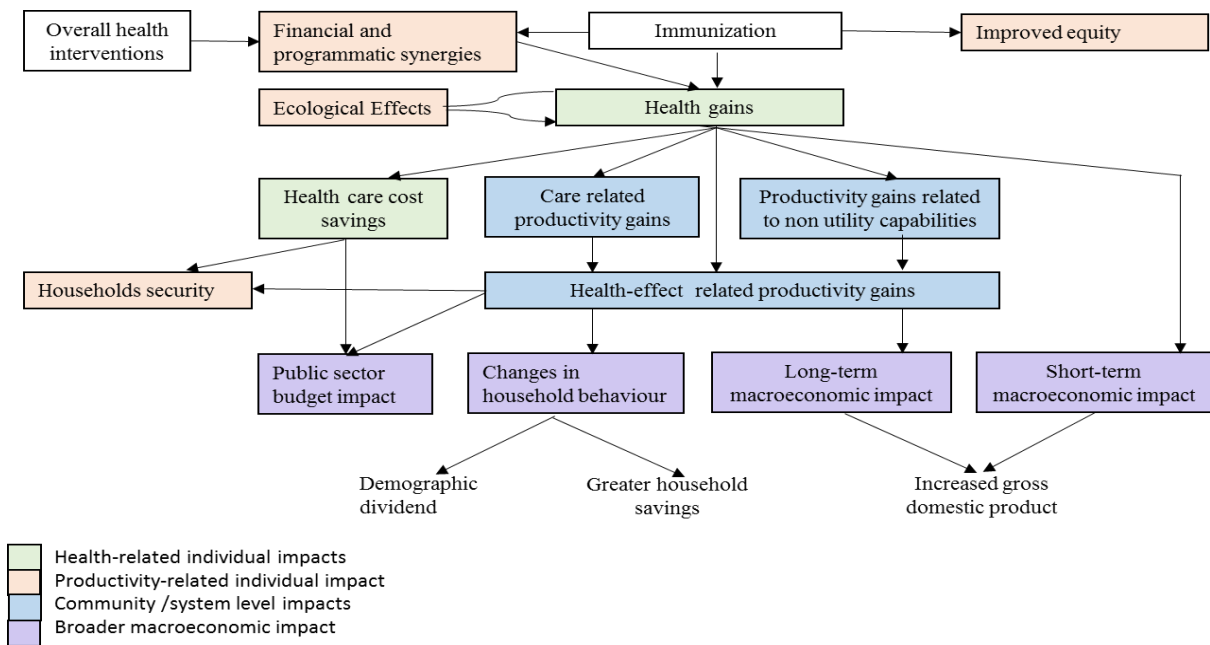 Overall health
interventions
Financial and
programmatic synergies
Immunization
Improved equity
Ecological Effects
Health gains
Health care cost
savings
Care related
productivity gains
Productivity gains related
to non utility capabilities
Households security
Health-effect related productivity gains
Public sector
budget impact
Changes in
household behaviour
Long-term
macroeconomic impact
Short-term
macroeconomic impact
Demographic
dividend
Greater household
savings
Increased gross
domestic product
Health-related individual impacts
Productivity-related individual impact
Community /system level impacts
Broader macroeconomic impact